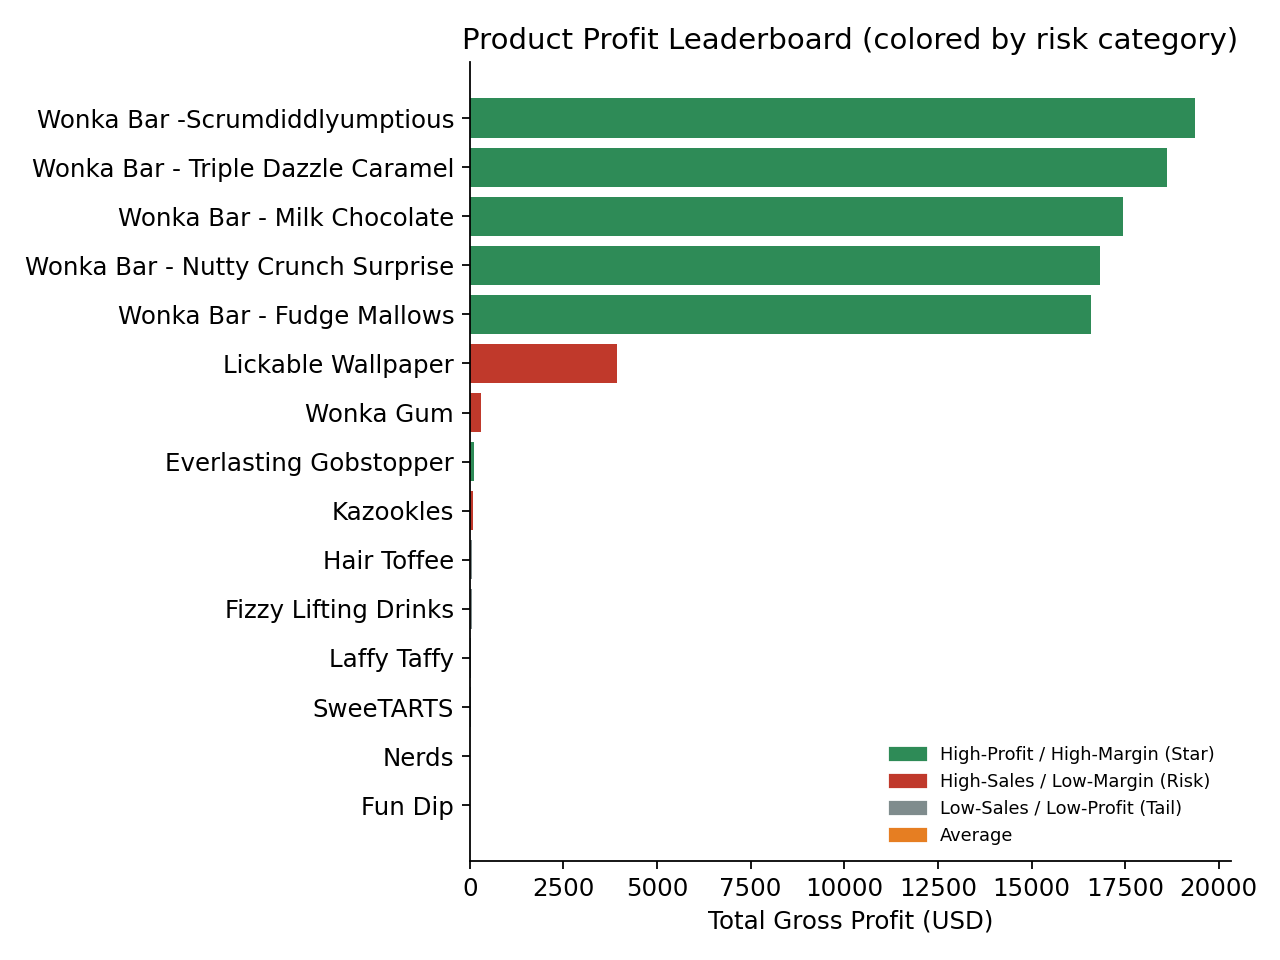 Product Profit Leaderboard (colored by risk category)
Wonka Bar -Scrumdiddlyumptious
Wonka Bar - Triple Dazzle Caramel
Wonka Bar - Milk Chocolate
Wonka Bar - Nutty Crunch Surprise
Wonka Bar - Fudge Mallows
Lickable Wallpaper
Wonka Gum
Everlasting Gobstopper
Kazookles
Hair Toffee
Fizzy Lifting Drinks
Laffy Taffy
SweeTARTS
Nerds
Fun Dip
High-Profit / High-Margin (Star)
High-Sales / Low-Margin (Risk)
Low-Sales / Low-Profit (Tail)
Average
0 2500 5000 7500 10000 12500 15000 17500 20000
Total Gross Profit (USD)